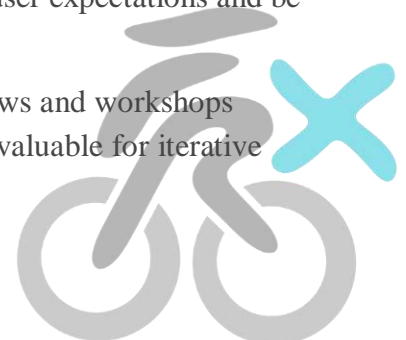 user expectations and be
ws and workshops
valuable for iterative